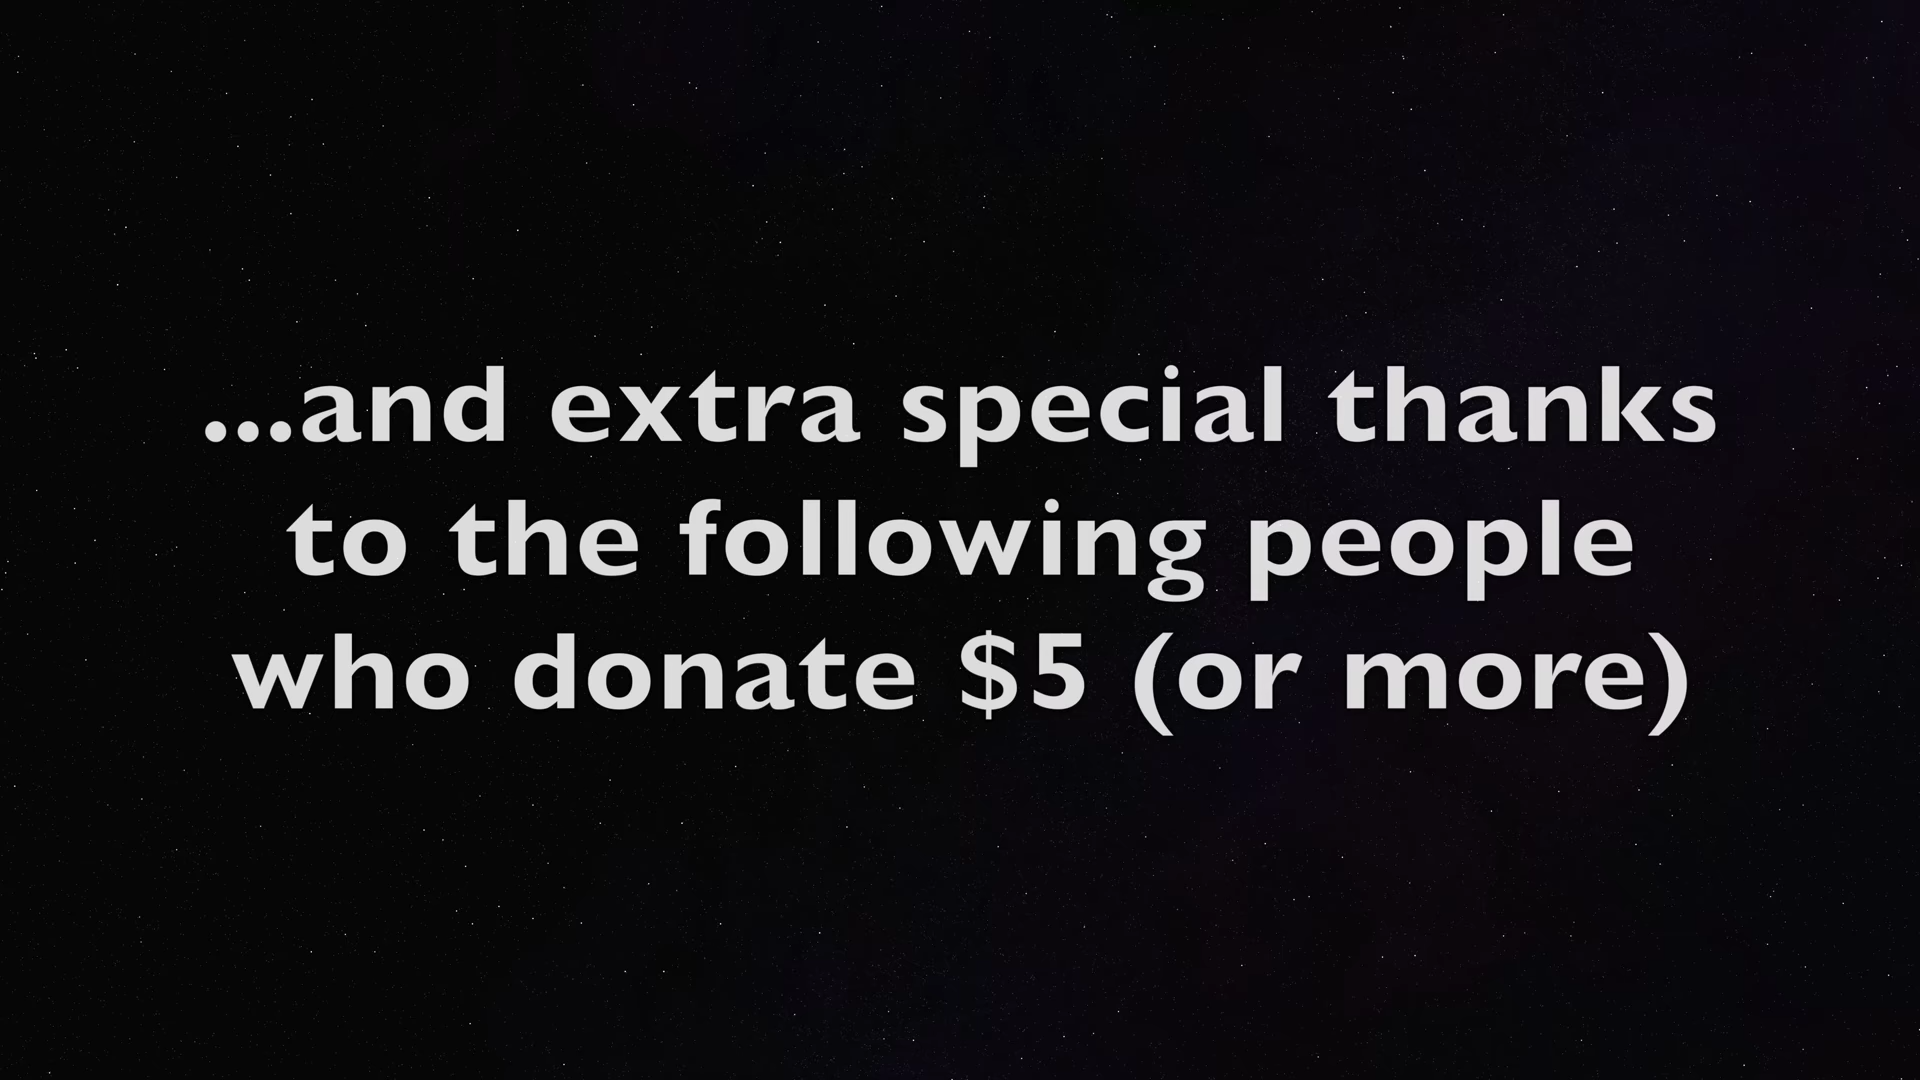 ...and extra special thanks
to the following people
who donate $5 (or more)